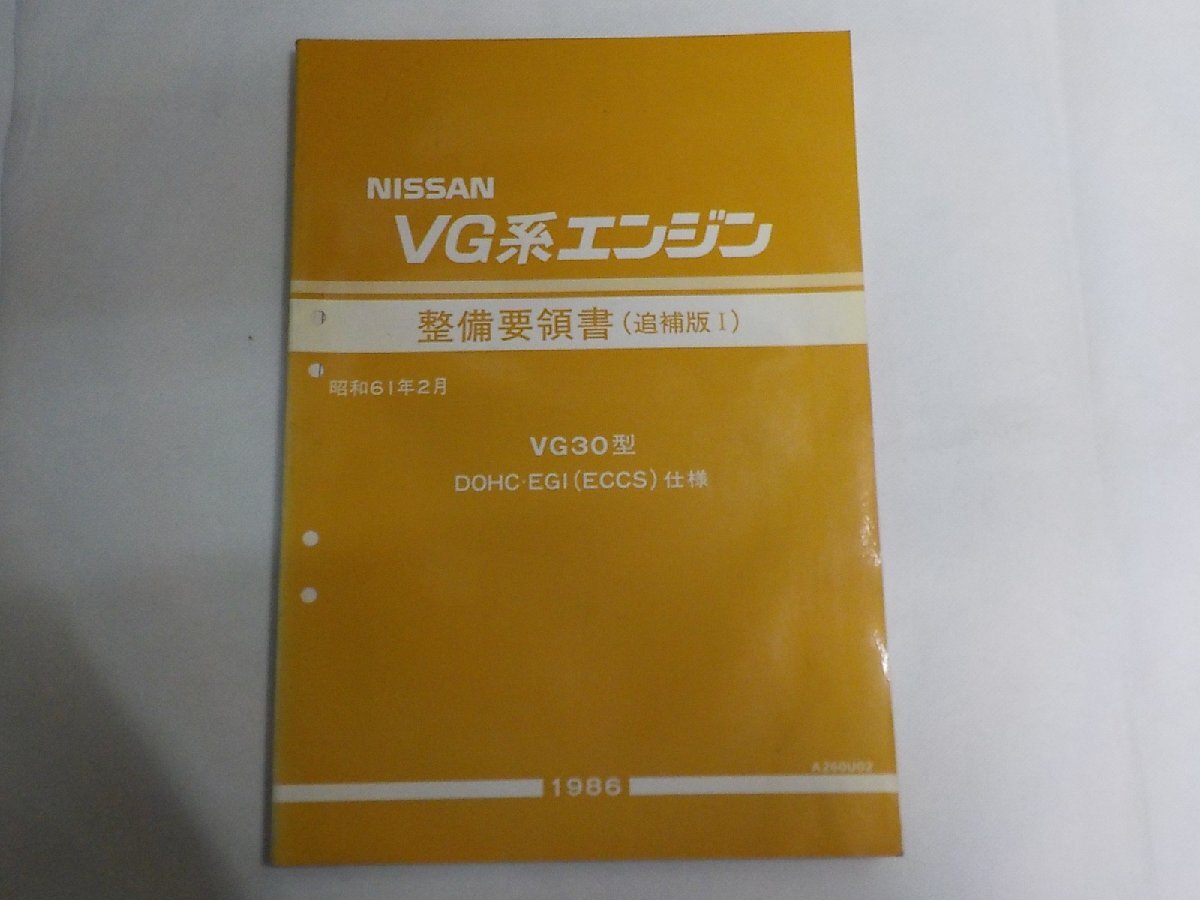 NISSAN
VG系エンジン
整備要領書(追補版Ⅰ)
昭和61年2月
VG30型
DOHC·EGI(ECCS)仕様
A260U02
1986